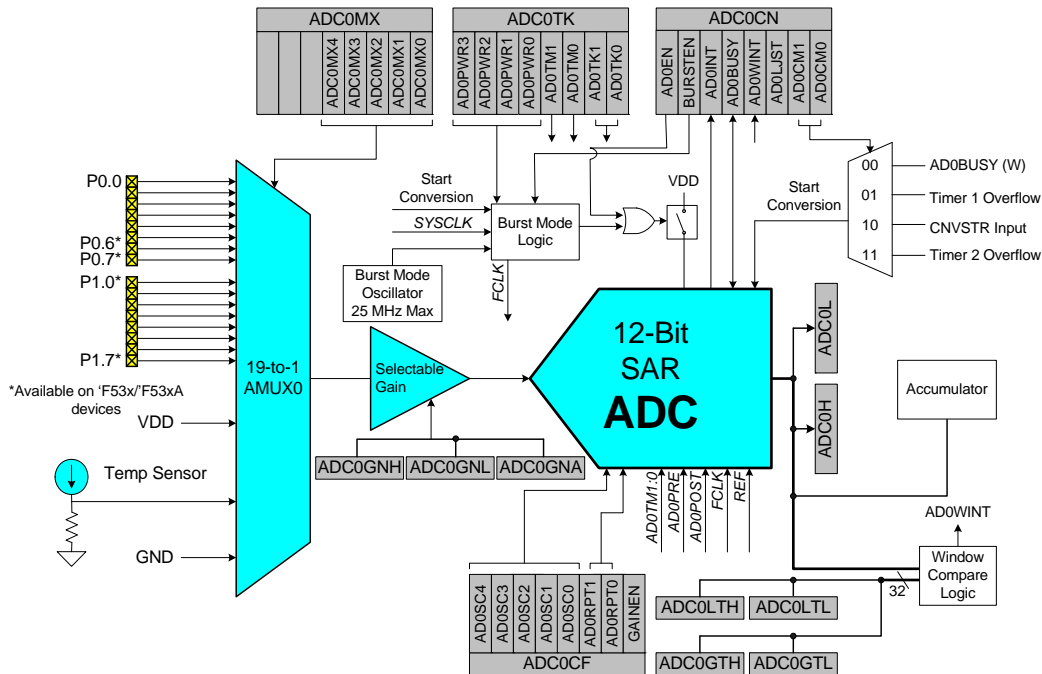 ADC0MX
ADC0MX4
ADC0MX3
ADC0MX2
ADC0MX1
ADC0MX0
ADC0TK
AD0PWR3
AD0PWR2
AD0PWR1
AD0PWR0
AD0TM1
AD0TM0
AD0TK1
AD0TK0
ADC0CN
AD0EN
BURSTEN
AD0INT
AD0BUSY
AD0WINT
AD0LJST
AD0CM1
AD0CM0
P0.0
P0.6*
P0.7*
P1.0*
P1.7*
*Available on 'F53x/'F53xA
devices
VDD
Temp Sensor
GND
19-to-1
AMUX0
Start
Conversion
SYSCLK
Burst Mode
Logic
Burst Mode
Oscillator
25 MHz Max
FCLK
VDD
Start
Conversion
00
01
10
11
AD0BUSY (W)
Timer 1 Overflow
CNVSTR Input
Timer 2 Overflow
Selectable
Gain
ADC0GNH
ADC0GNL
ADC0GNA
12-Bit
SAR
ADC
ADC0L
ADC0H
Accumulator
AD0TM1:0
AD0PRE
AD0POST
FCLK
REF
AD0WINT
Window
Compare
Logic
32
AD0SC4
AD0SC3
AD0SC2
AD0SC1
AD0SC0
AD0RPT1
AD0RPT0
GAINEN
ADC0CF
ADC0LTH
ADC0LTL
ADC0GTH
ADC0GTL